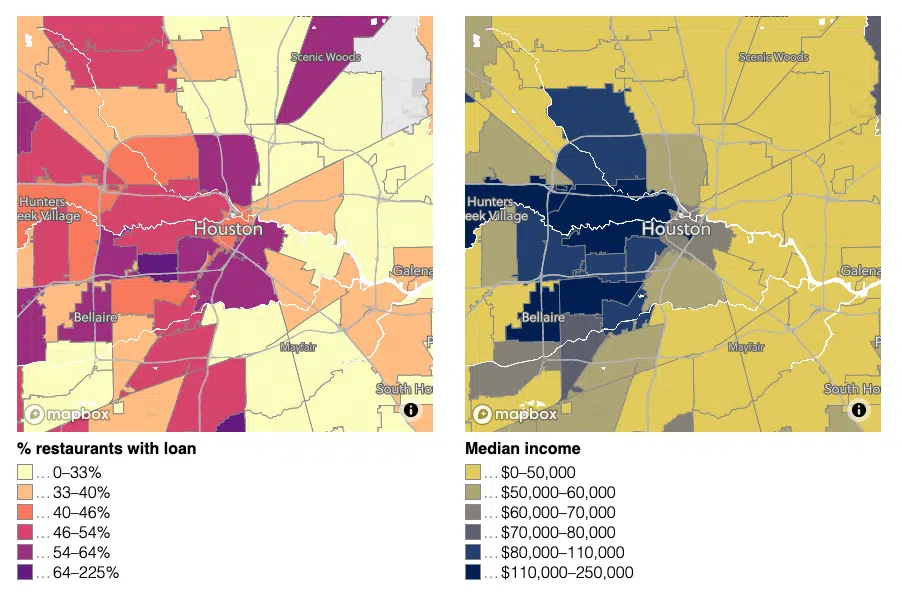 Scenic Woods
Hunters
eek Village
Houston
Galena
Bellaire
Mayfair
P
South Ho
mapbox
i
% restaurants with loan
... 0–33%
... 33–40%
... 40–46%
... 46–54%
... 54–64%
... 64–225%
Scenic Woods
Hunters
eek Village
Houston
Galena
Bellaire
Mayfair
P
South Ho
mapbox
i
Median income
... $0–50,000
... $50,000–60,000
... $60,000–70,000
... $70,000–80,000
... $80,000–110,000
... $110,000–250,000